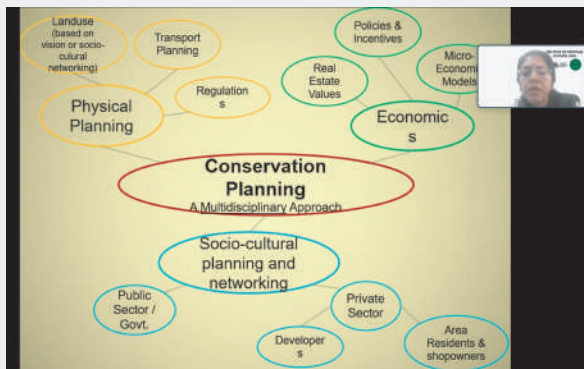 Landuse
(based on
vision or socio-
culural
networking)
Transport
Planning
Regulation
s
Physical
Planning
Policies &
Incentives
Real
Estate
Values
Micro-
Economi
Models
Economic
s
Conservation
Planning
A Multidisciplinary Approach
Socio-cultural
planning and
networking
Public
Sector /
Govt.
Private
Sector
Developer
s
Area
Residents &
shopowners